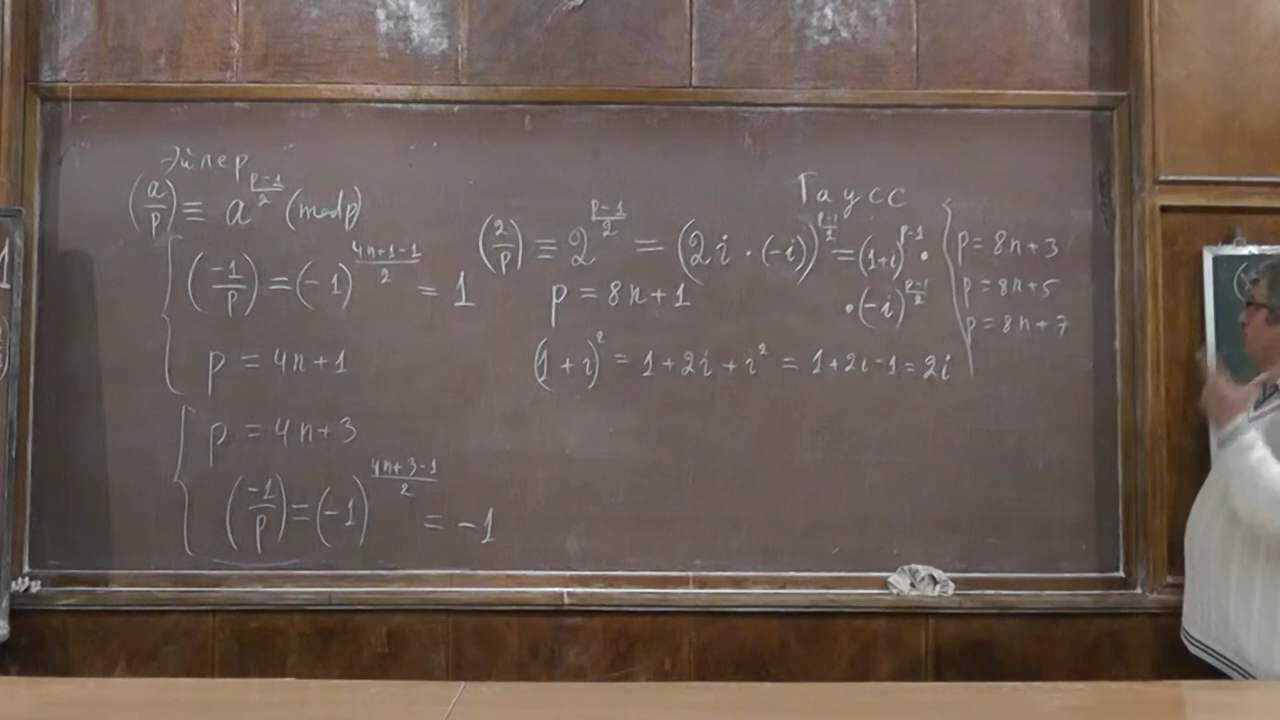 Эйлер
(a/p) ≡ a^((p-1)/2) (mod p)
(-1/p) = (-1)^((4n+1-1)/2) = 1
p = 4n+1
p = 4n+3
(-1/p) = (-1)^((4n+3-1)/2) = -1
Гаусс
(2/p) ≡ 2^((p-1)/2) = (2i · (-i))^((p-1)/2) = (1+i)^(p-1) ·
· (-i)^((p-1)/2)
p = 8n+1
(1+i)^2 = 1+2i+i^2 = 1+2i-1 = 2i
p = 8n+3
p = 8n+5
p = 8n+7